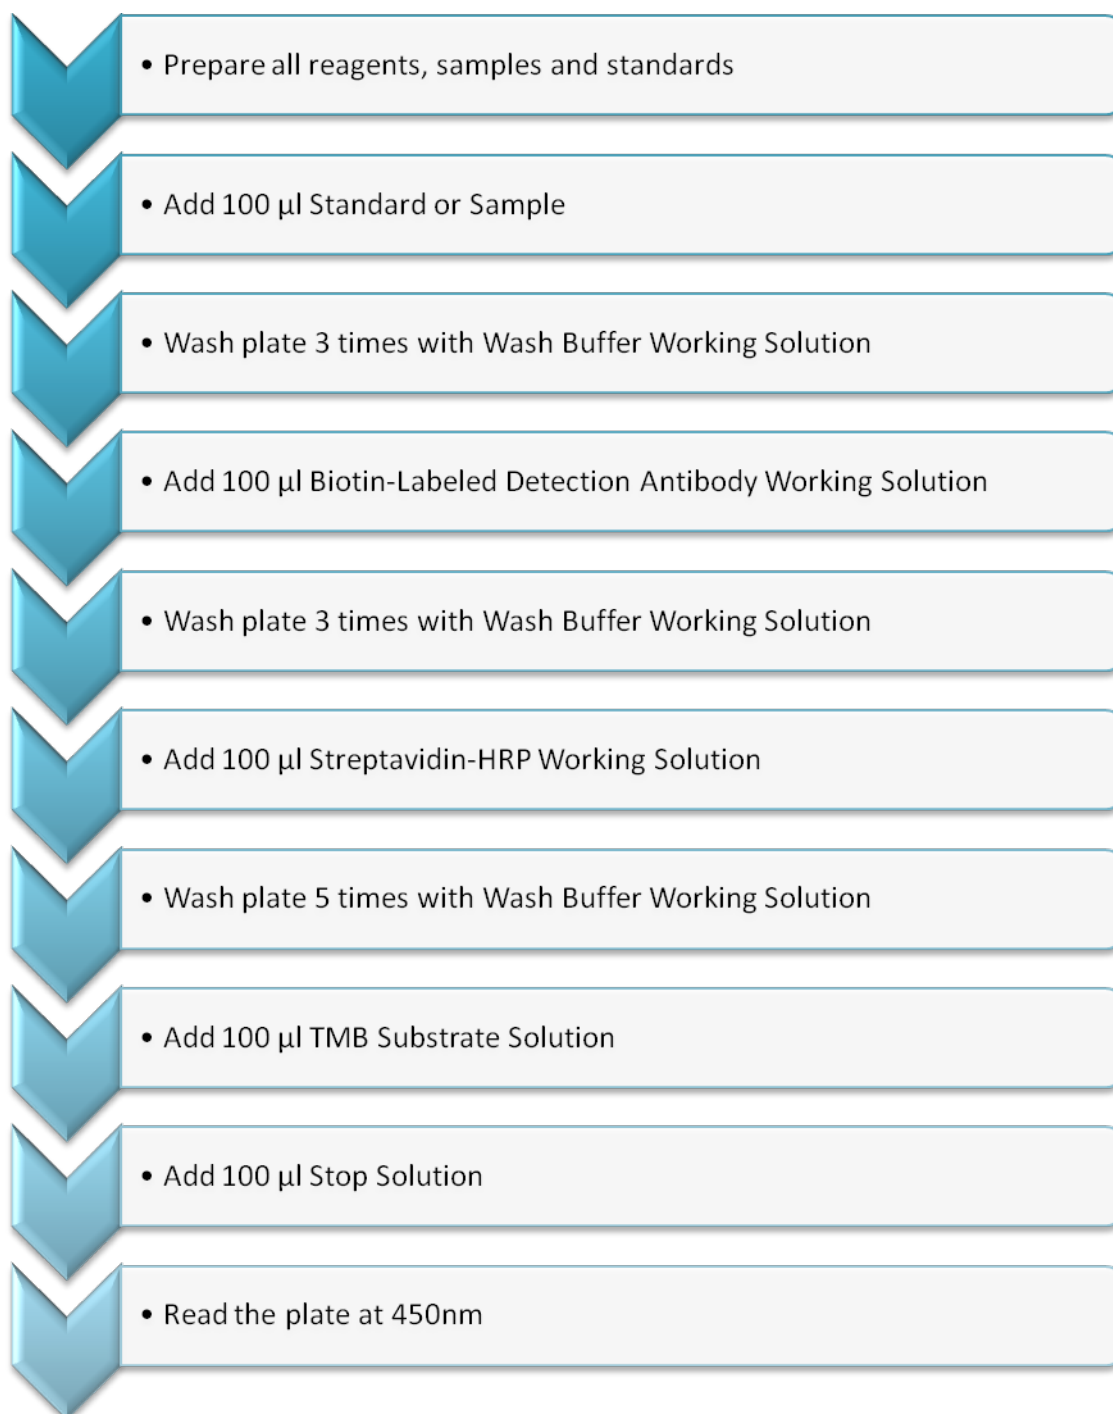 • Prepare all reagents, samples and standards
• Add 100 µl Standard or Sample
• Wash plate 3 times with Wash Buffer Working Solution
• Add 100 µl Biotin-Labeled Detection Antibody Working Solution
• Wash plate 3 times with Wash Buffer Working Solution
• Add 100 µl Streptavidin-HRP Working Solution
• Wash plate 5 times with Wash Buffer Working Solution
• Add 100 µl TMB Substrate Solution
• Add 100 µl Stop Solution
• Read the plate at 450nm